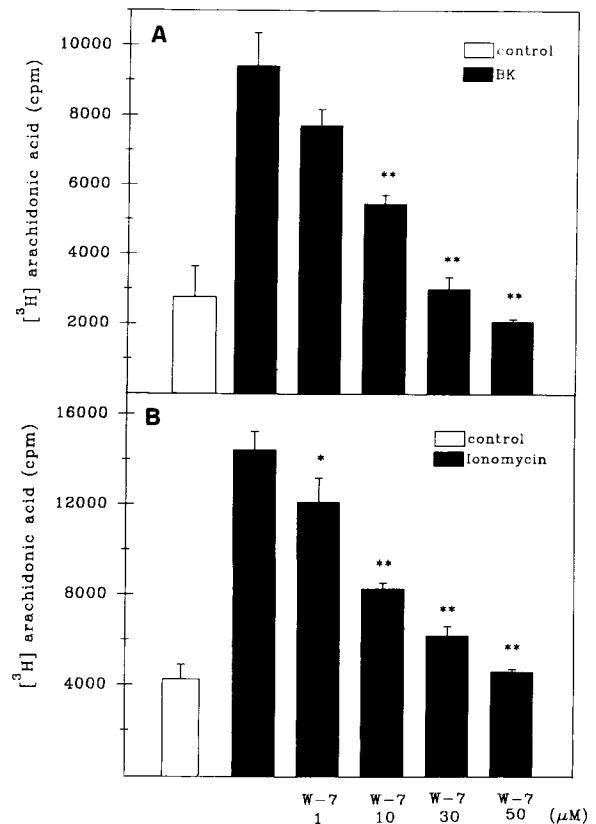 A
control
BK
10000
8000
6000
4000
2000
[³H] arachidonic acid (cpm)
**
**
**
B
control
Ionomycin
16000
12000
8000
4000
[³H] arachidonic acid (cpm)
*
**
**
**
W-7 W-7 W-7 W-7
1 10 30 50 (μM)